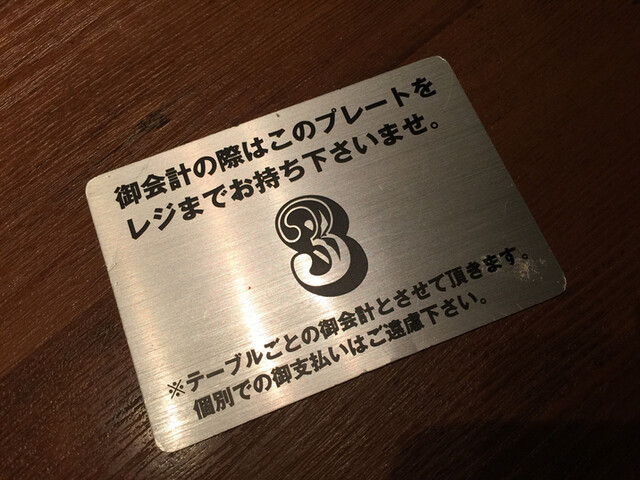 御会計の際はこのプレートを
レジまでお持ち下さいませ。
3
※テーブルごとの御会計とさせて頂きます。
個別での御支払いはご遠慮下さい。